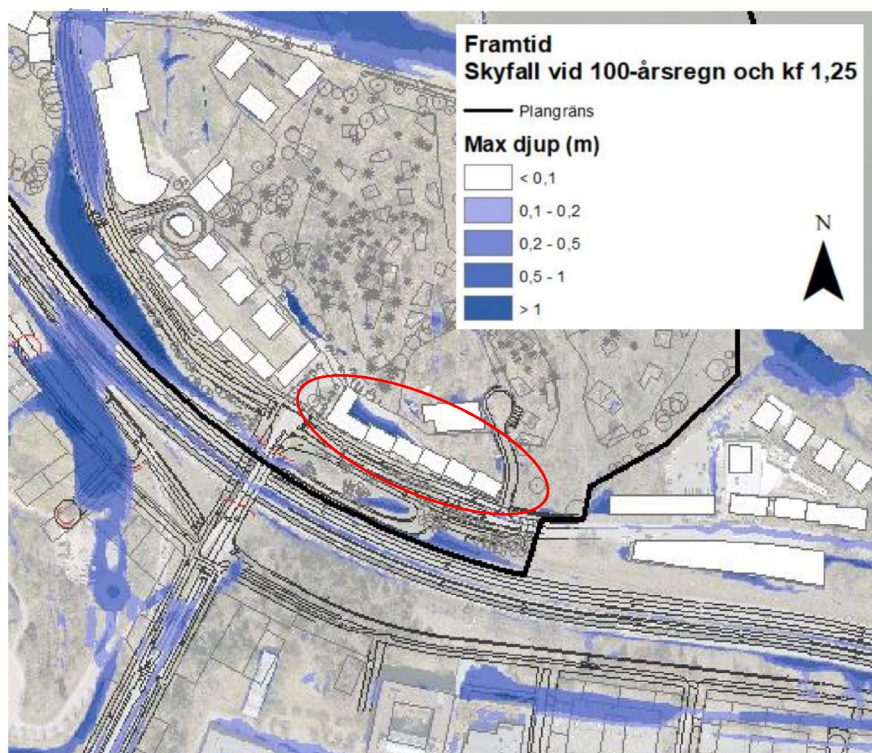 Framtid
Skyfall vid 100-årsregn och kf 1,25
Plangräns
Max djup (m)
< 0,1
0,1 - 0,2
0,2 - 0,5
0,5 - 1
> 1
N